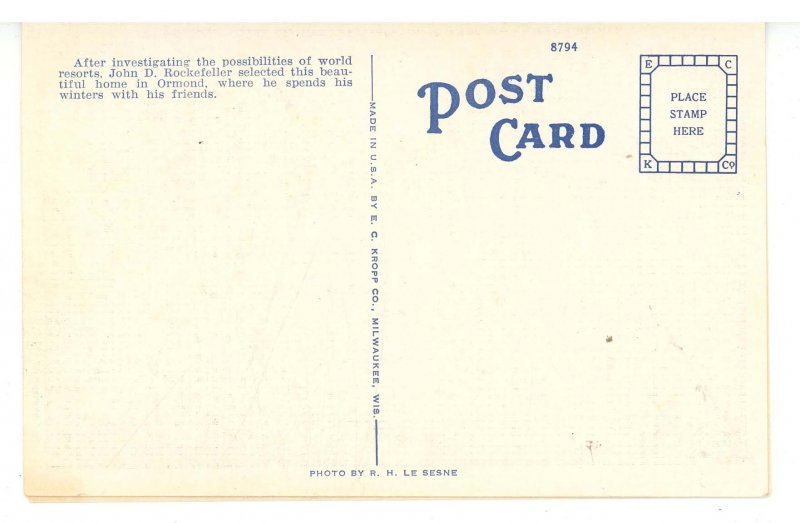 After investigating the possibilities of world
resorts, John D. Rockefeller selected this beau-
tiful home in Ormond, where he spends his
winters with his friends.
MADE IN U.S.A. BY E. C. KROPP CO., MILWAUKEE, WIS.
8794
POST
CARD
E C
PLACE
STAMP
HERE
K Co
PHOTO BY R. H. LE SESNE